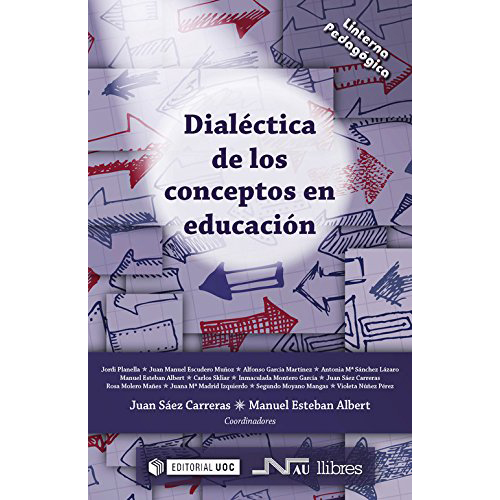 Linterna
Pedagógica
Dialéctica
de los
conceptos en
educación
Jordi Planella ✷ Juan Manuel Escudero Muñoz ✷ Alfonso García Martínez ✷ Antonia Mª Sánchez Lázaro
Manuel Esteban Albert ✷ Carlos Skliar ✷ Inmaculada Montero García ✷ Juan Sáez Carreras
Rosa Molero Mañes ✷ Juana Mª Madrid Izquierdo ✷ Segundo Moyano Mangas ✷ Violeta Núñez Pérez
Juan Sáez Carreras ✷ Manuel Esteban Albert
Coordinadores
EDITORIAL UOC
NAU llibres